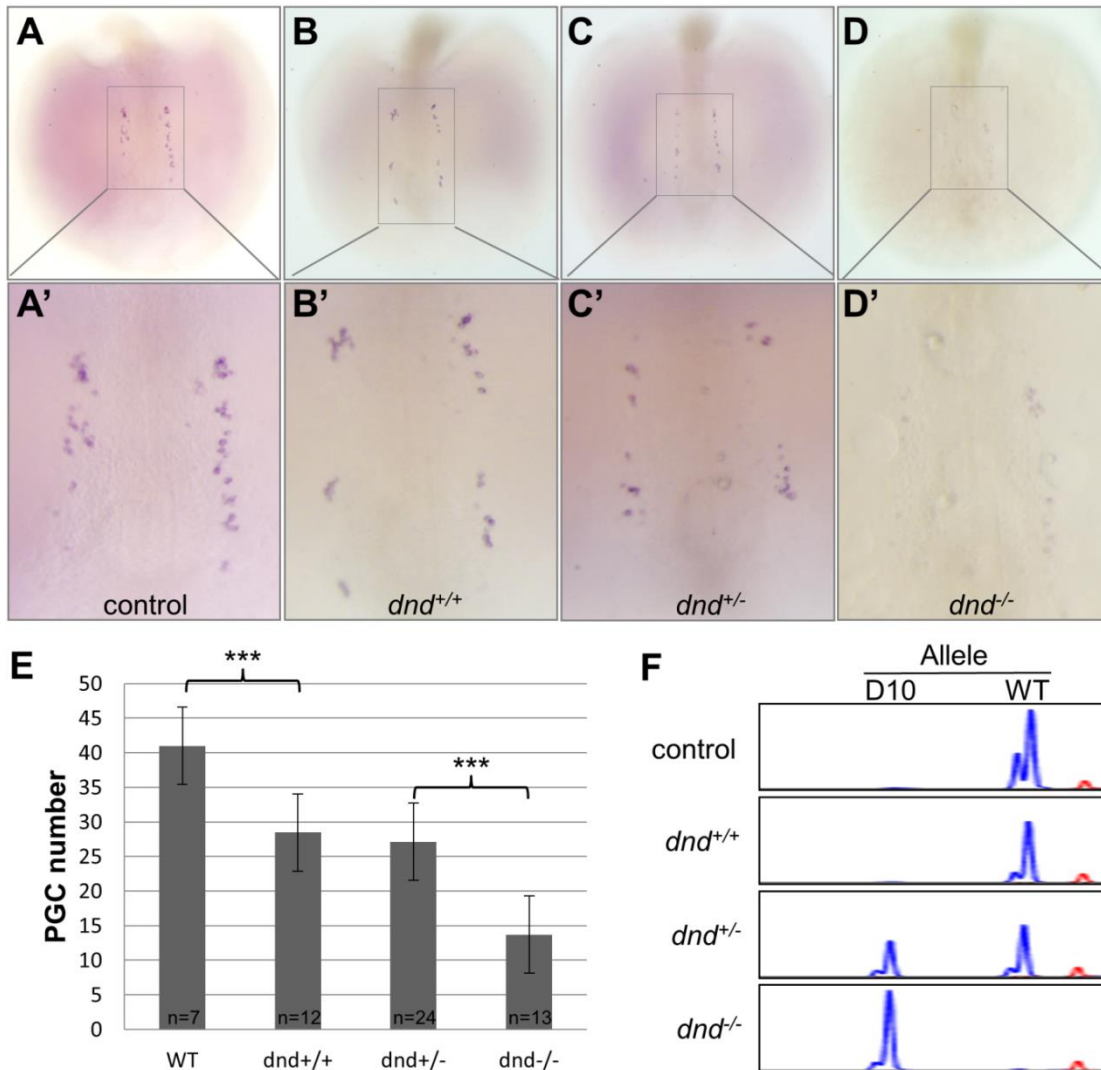 A
B
C
D
A’
control
B’
dnd+/+
C’
dnd+/-
D’
dnd-/-
E
***
***
50
45
40
35
30
25
20
15
10
5
0
PGC number
n=7
n=12
n=24
n=13
WT
dnd+/+
dnd+/-
dnd-/-
F
Allele
D10
WT
control
dnd+/+
dnd+/-
dnd-/-